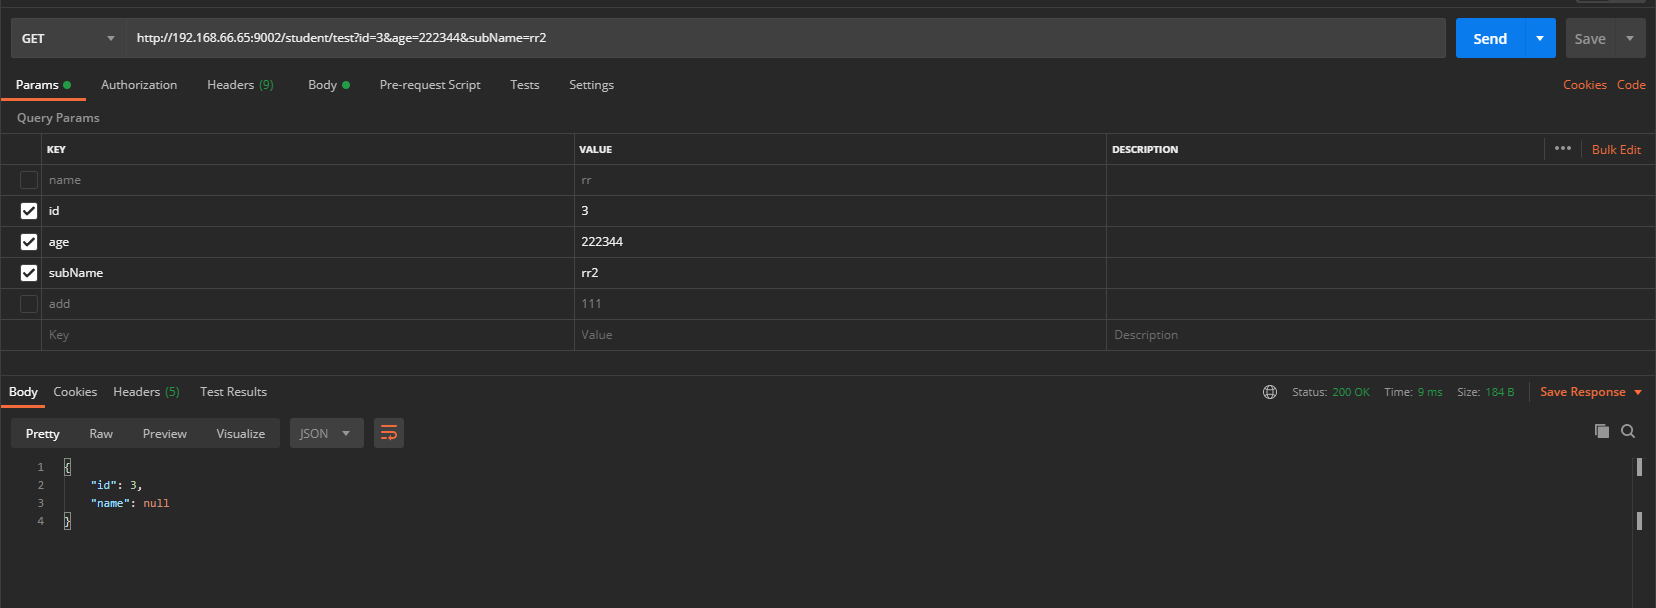 GET http://192.168.66.65:9002/student/test?id=3&age=222344&subName=rr2 Send Save
Params Authorization Headers (9) Body Pre-request Script Tests Settings Cookies Code
Query Params
KEY VALUE DESCRIPTION ••• Bulk Edit
name rr
id 3
age 222344
subName rr2
add 111
Key Value Description
Body Cookies Headers (5) Test Results Status: 200 OK Time: 9 ms Size: 184 B Save Response
Pretty Raw Preview Visualize JSON
1 {
2 "id": 3,
3 "name": null
4 }